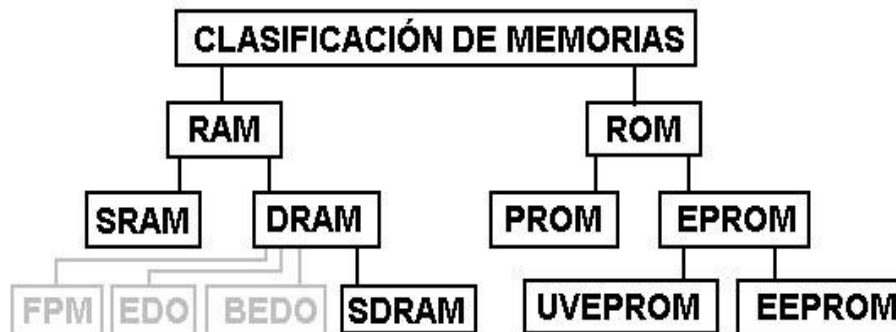 CLASIFICACIÓN DE MEMORIAS
RAM ROM
SRAM DRAM PROM EPROM
FPM EDO BEDO SDRAM UVEPROM EEPROM